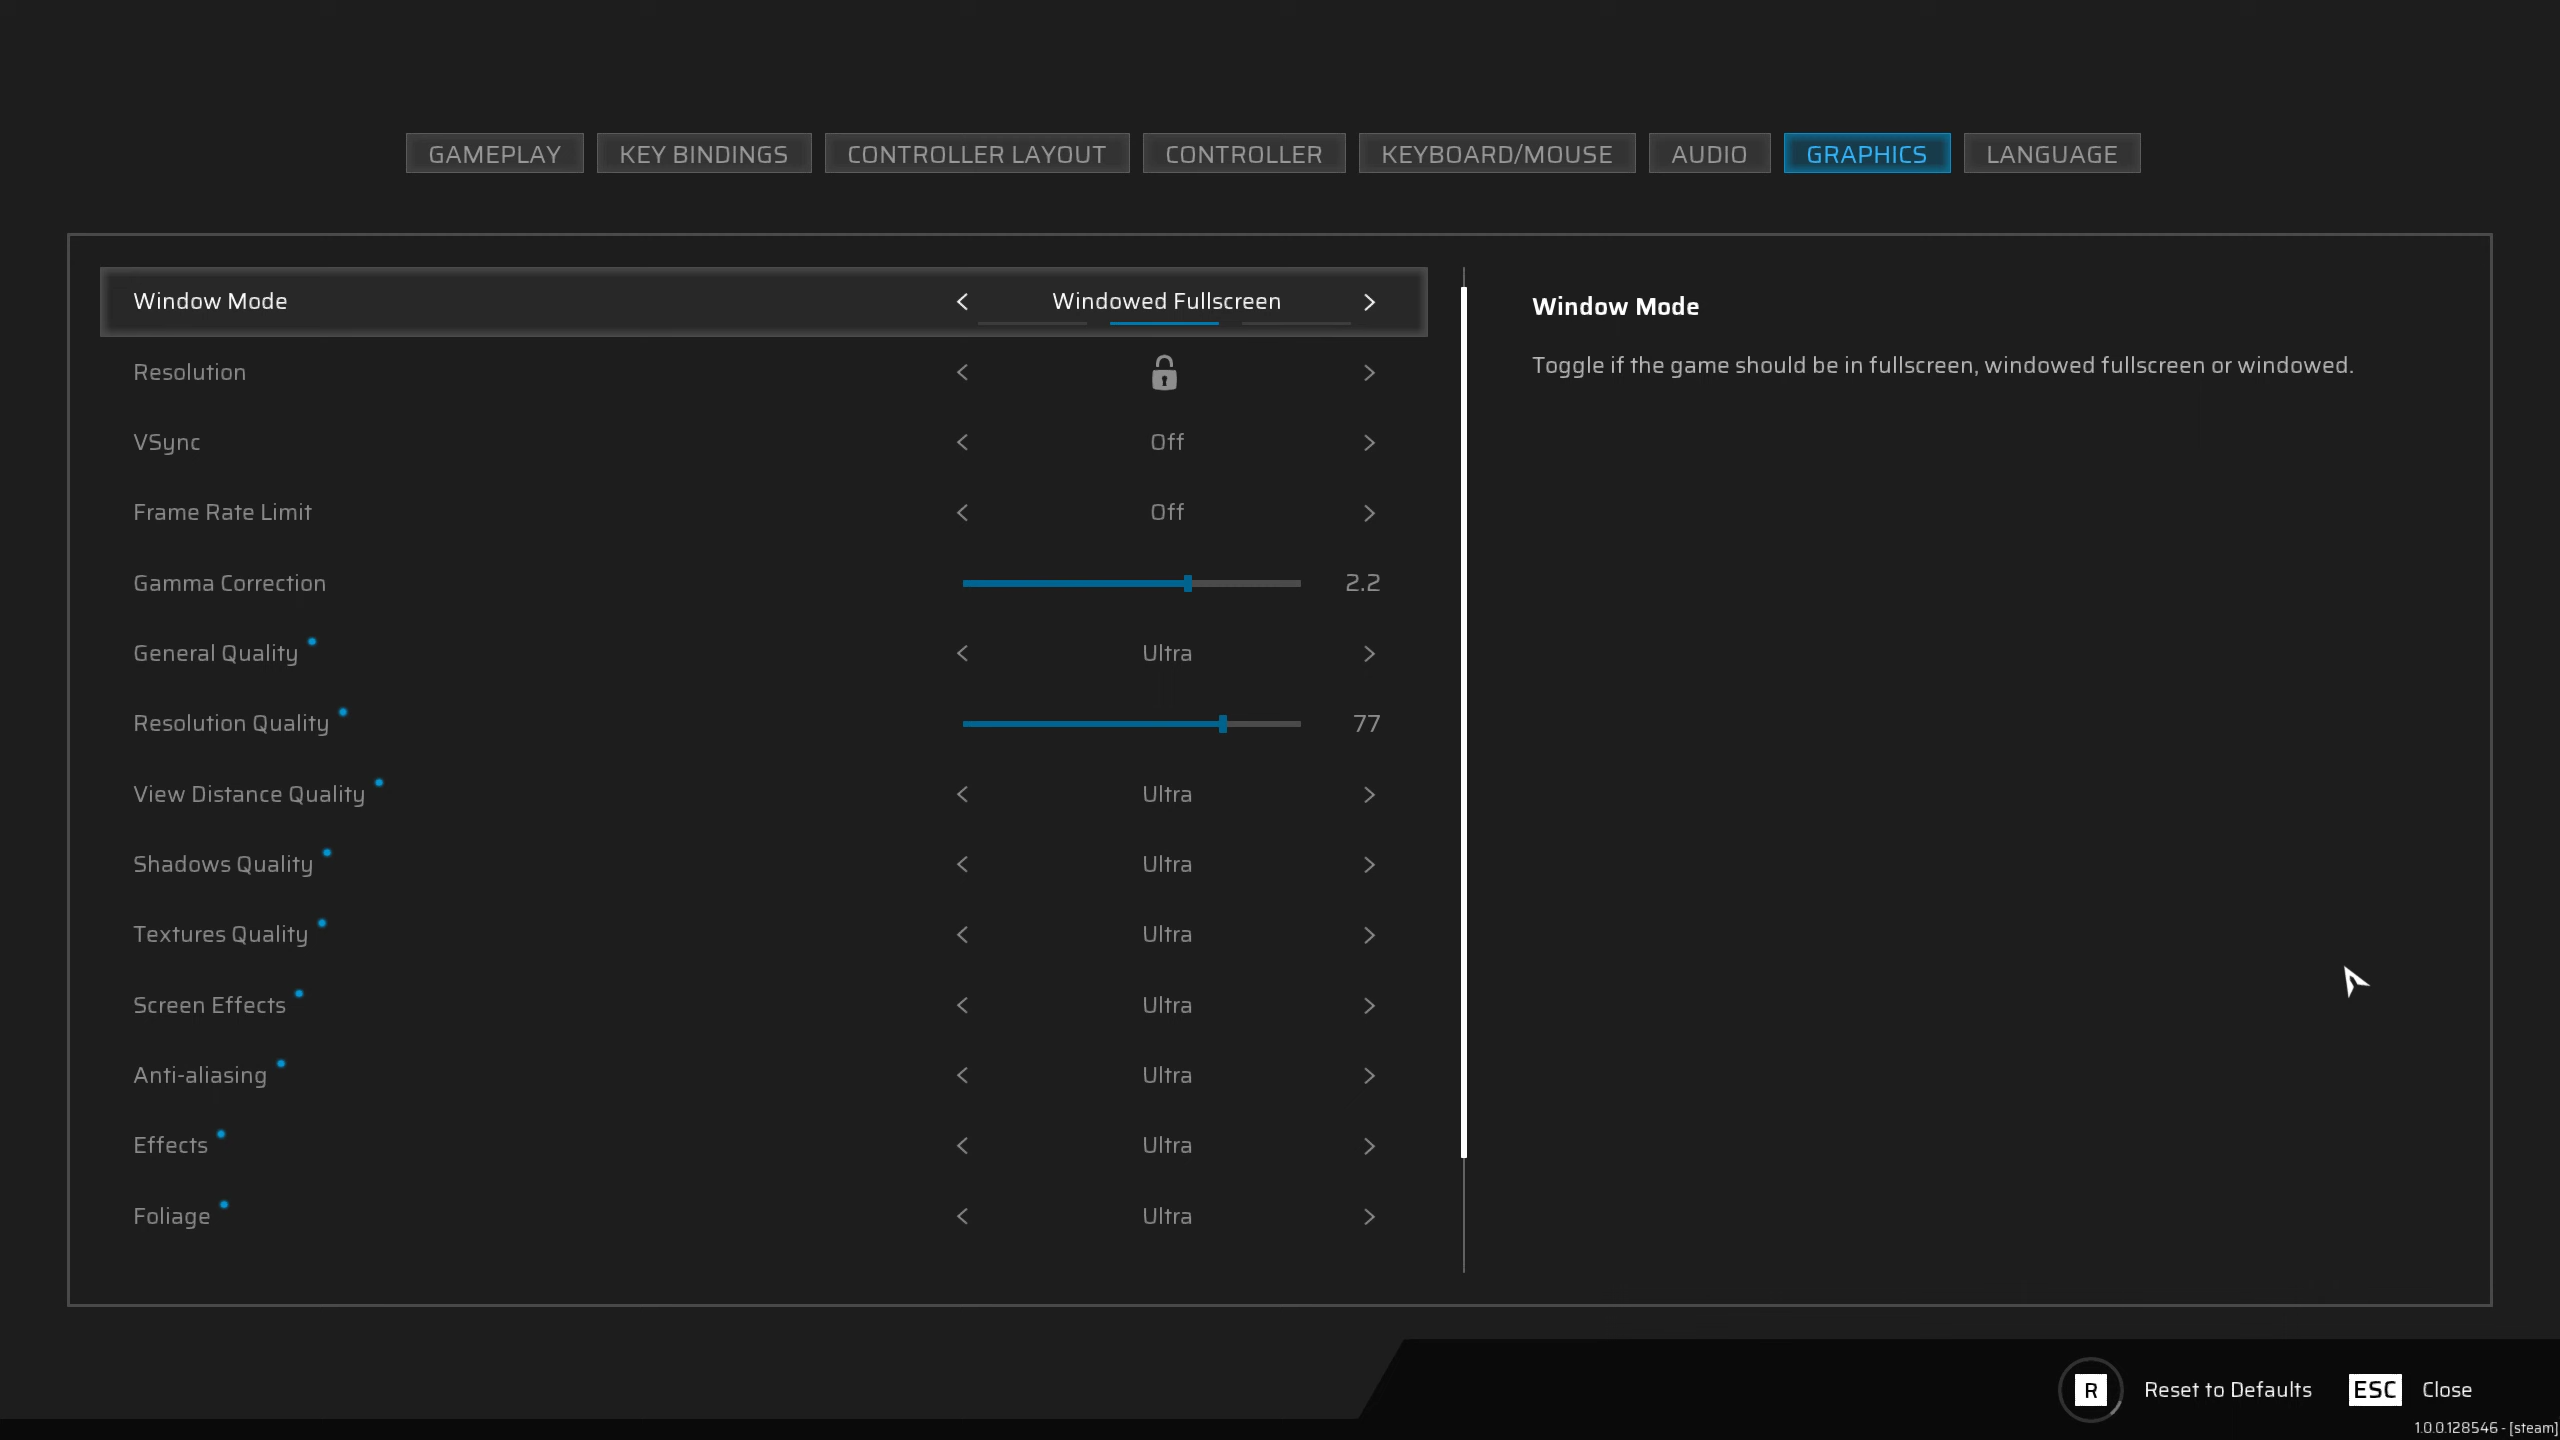 GAMEPLAY KEY BINDINGS CONTROLLER LAYOUT CONTROLLER KEYBOARD/MOUSE AUDIO GRAPHICS LANGUAGE
Window Mode < Windowed Fullscreen >
Resolution < >
VSync < Off >
Frame Rate Limit < Off >
Gamma Correction 2.2
General Quality < Ultra >
Resolution Quality 77
View Distance Quality < Ultra >
Shadows Quality < Ultra >
Textures Quality < Ultra >
Screen Effects < Ultra >
Anti-aliasing < Ultra >
Effects < Ultra >
Foliage < Ultra >
Window Mode
Toggle if the game should be in fullscreen, windowed fullscreen or windowed.
R Reset to Defaults ESC Close
1.0.0.128546 - [steam]